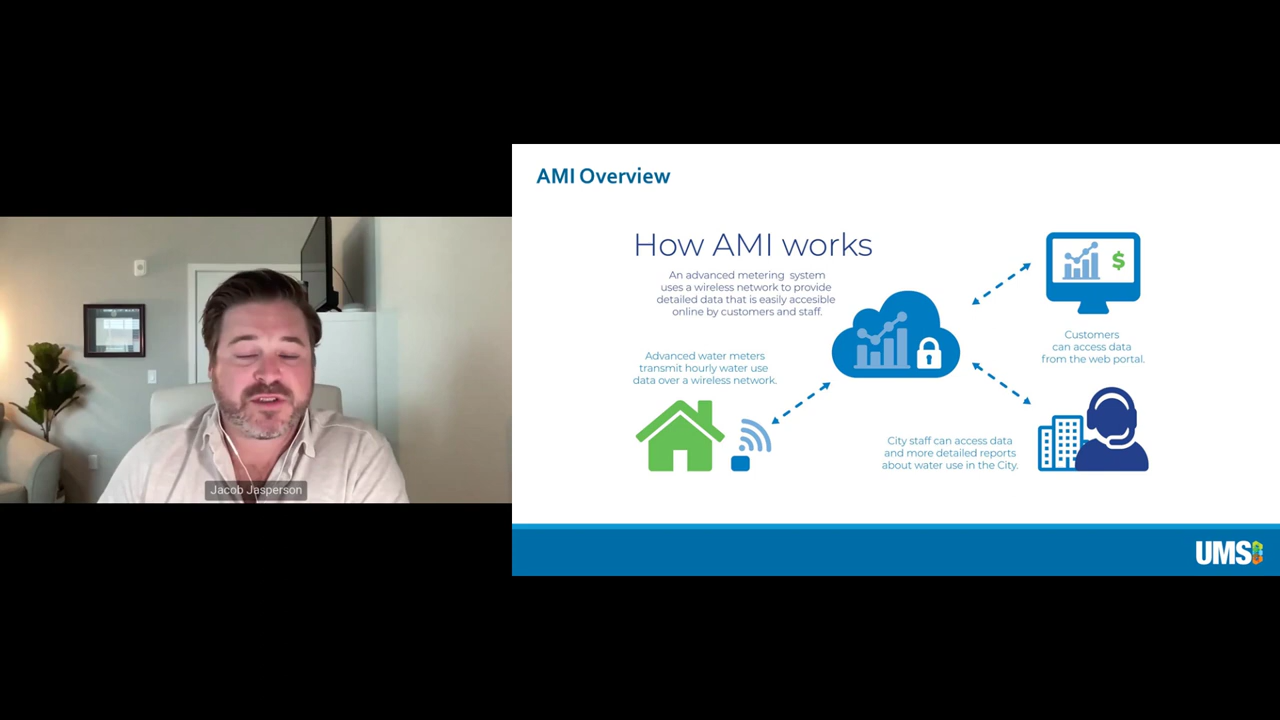 AMI Overview
How AMI works
An advanced metering system
uses a wireless network to provide
detailed data that is easily accesible
online by customers and staff.
Advanced water meters
transmit hourly water use
data over a wireless network.
$
Customers
can access data
from the web portal.
City staff can access data
and more detailed reports
about water use in the City.
Jacob Jasperson
UMS